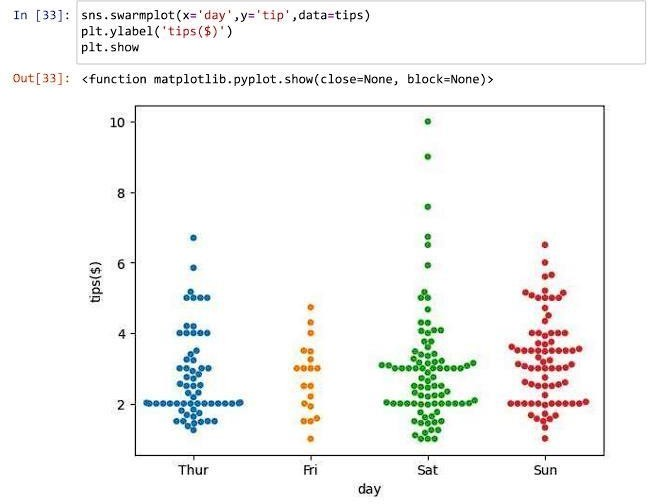 In [33]: sns.swarmplot(x='day',y='tip',data=tips)
plt.ylabel('tips($)')
plt.show
Out[33]: <function matplotlib.pyplot.show(close=None, block=None)>
10
8
6
4
2
tips($)
Thur Fri Sat Sun
day